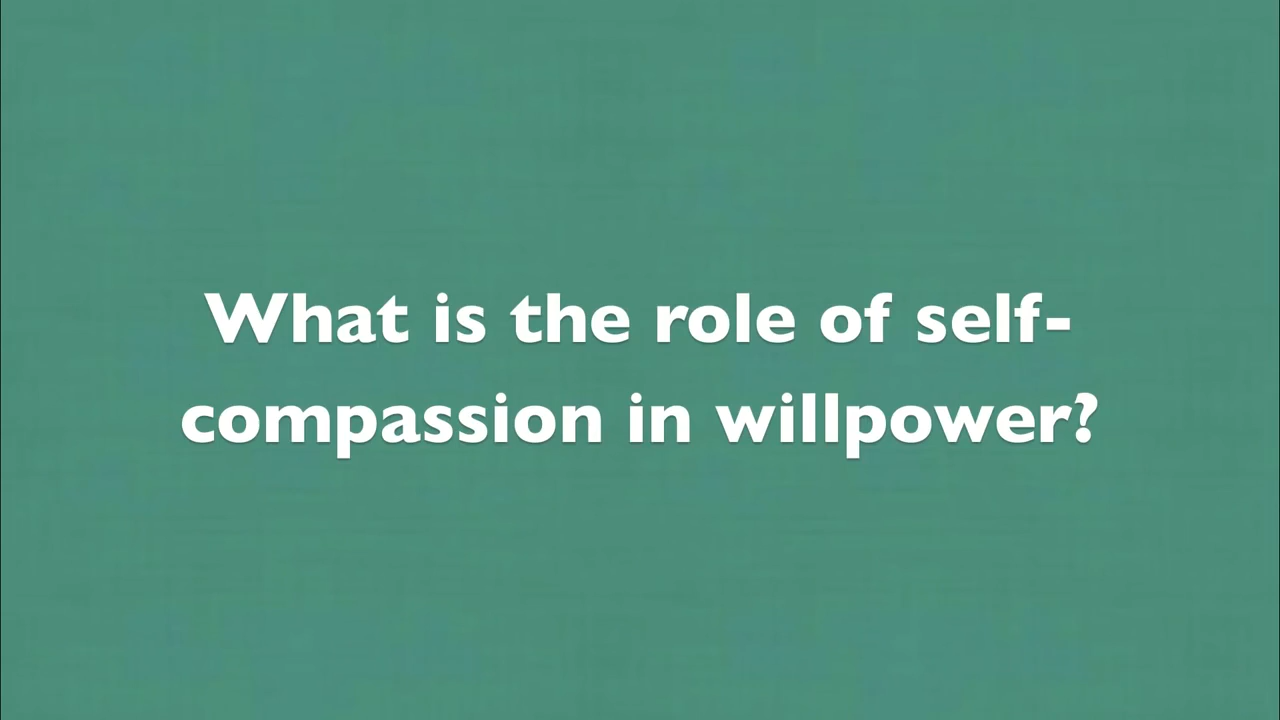 What is the role of self-
compassion in willpower?